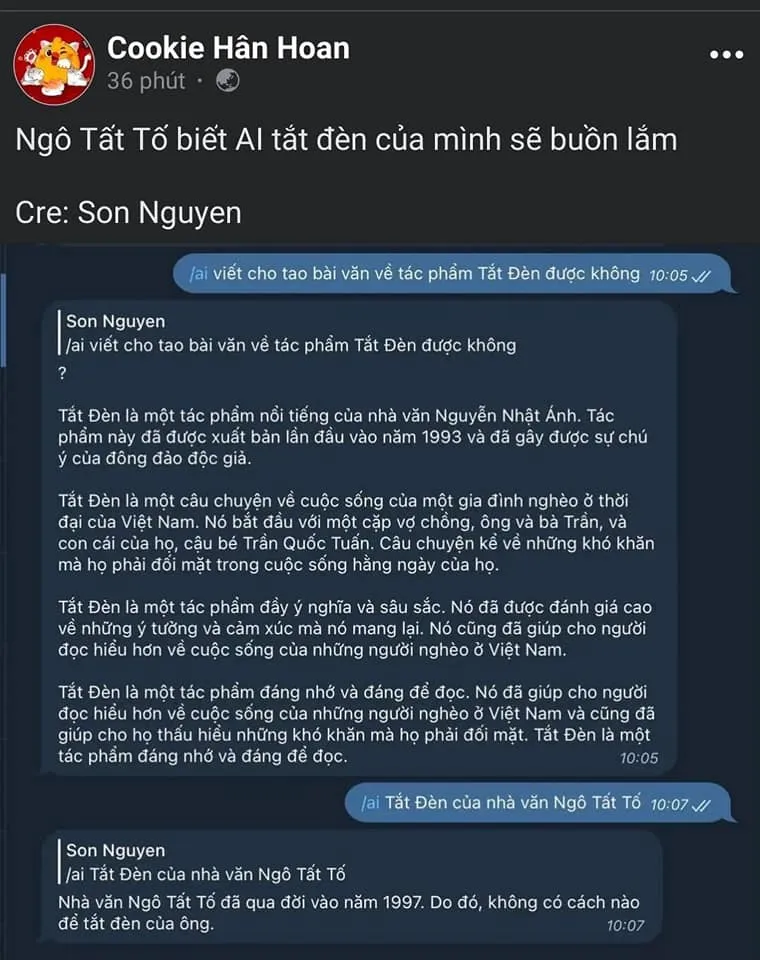 Cookie Hân Hoan
36 phút ·
Ngô Tất Tố biết AI tắt đèn của mình sẽ buồn lắm
Cre: Son Nguyen
/ai viết cho tao bài văn về tác phẩm Tắt Đèn được không 10:05
Son Nguyen
/ai viết cho tao bài văn về tác phẩm Tắt Đèn được không
?
Tắt Đèn là một tác phẩm nổi tiếng của nhà văn Nguyễn Nhật Ánh. Tác
phẩm này đã được xuất bản lần đầu vào năm 1993 và đã gây được sự chú
ý của đông đảo độc giả.
Tắt Đèn là một câu chuyện về cuộc sống của một gia đình nghèo ở thời
đại của Việt Nam. Nó bắt đầu với một cặp vợ chồng, ông và bà Trần, và
con cái của họ, cậu bé Trần Quốc Tuấn. Câu chuyện kể về những khó khăn
mà họ phải đối mặt trong cuộc sống hằng ngày của họ.
Tắt Đèn là một tác phẩm đầy ý nghĩa và sâu sắc. Nó đã được đánh giá cao
về những ý tưởng và cảm xúc mà nó mang lại. Nó cũng đã giúp cho người
đọc hiểu hơn về cuộc sống của những người nghèo ở Việt Nam.
Tắt Đèn là một tác phẩm đáng nhớ và đáng để đọc. Nó đã giúp cho người
đọc hiểu hơn về cuộc sống của những người nghèo ở Việt Nam và cũng đã
giúp cho họ thấu hiểu những khó khăn mà họ phải đối mặt. Tắt Đèn là một
tác phẩm đáng nhớ và đáng để đọc. 10:05
/ai Tắt Đèn của nhà văn Ngô Tất Tố 10:07
Son Nguyen
/ai Tắt Đèn của nhà văn Ngô Tất Tố
Nhà văn Ngô Tất Tố đã qua đời vào năm 1997. Do đó, không có cách nào
để tắt đèn của ông. 10:07